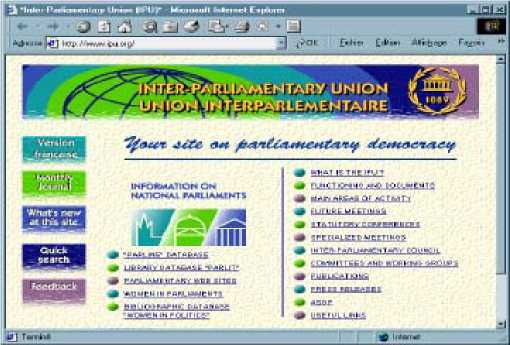 "Inter-Parliamentary Union (IPU)" - Microsoft Internet Explorer
Adresse http://www.ipu.org/ OK Fichier Edition Affichage
INTER-PARLIAMENTARY UNION
UNION INTERPARLEMENTAIRE
1889
Your site on parliamentary democracy
Version
française
Monthly
Journal
What's new
at this site
Quick
search
Feedback
INFORMATION ON
NATIONAL PARLIAMENTS
"PARLINE" DATABASE
LIBRARY DATABASE "PARLIT"
PARLIAMENTARY WEB SITES
WOMEN IN PARLIAMENTS
BIBLIOGRAPHIC DATABASE
"WOMEN IN POLITICS"
WHAT IS THE IPU?
FUNCTIONING AND DOCUMENTS
MAIN AREAS OF ACTIVITY
FUTURE MEETINGS
STATUTORY CONFERENCES
SPECIALIZED MEETINGS
INTER-PARLIAMENTARY COUNCIL
COMMITTEES AND WORKING GROUPS
PUBLICATIONS
PRESS RELEASES
ASGP
USEFUL LINKS
Terminé Internet